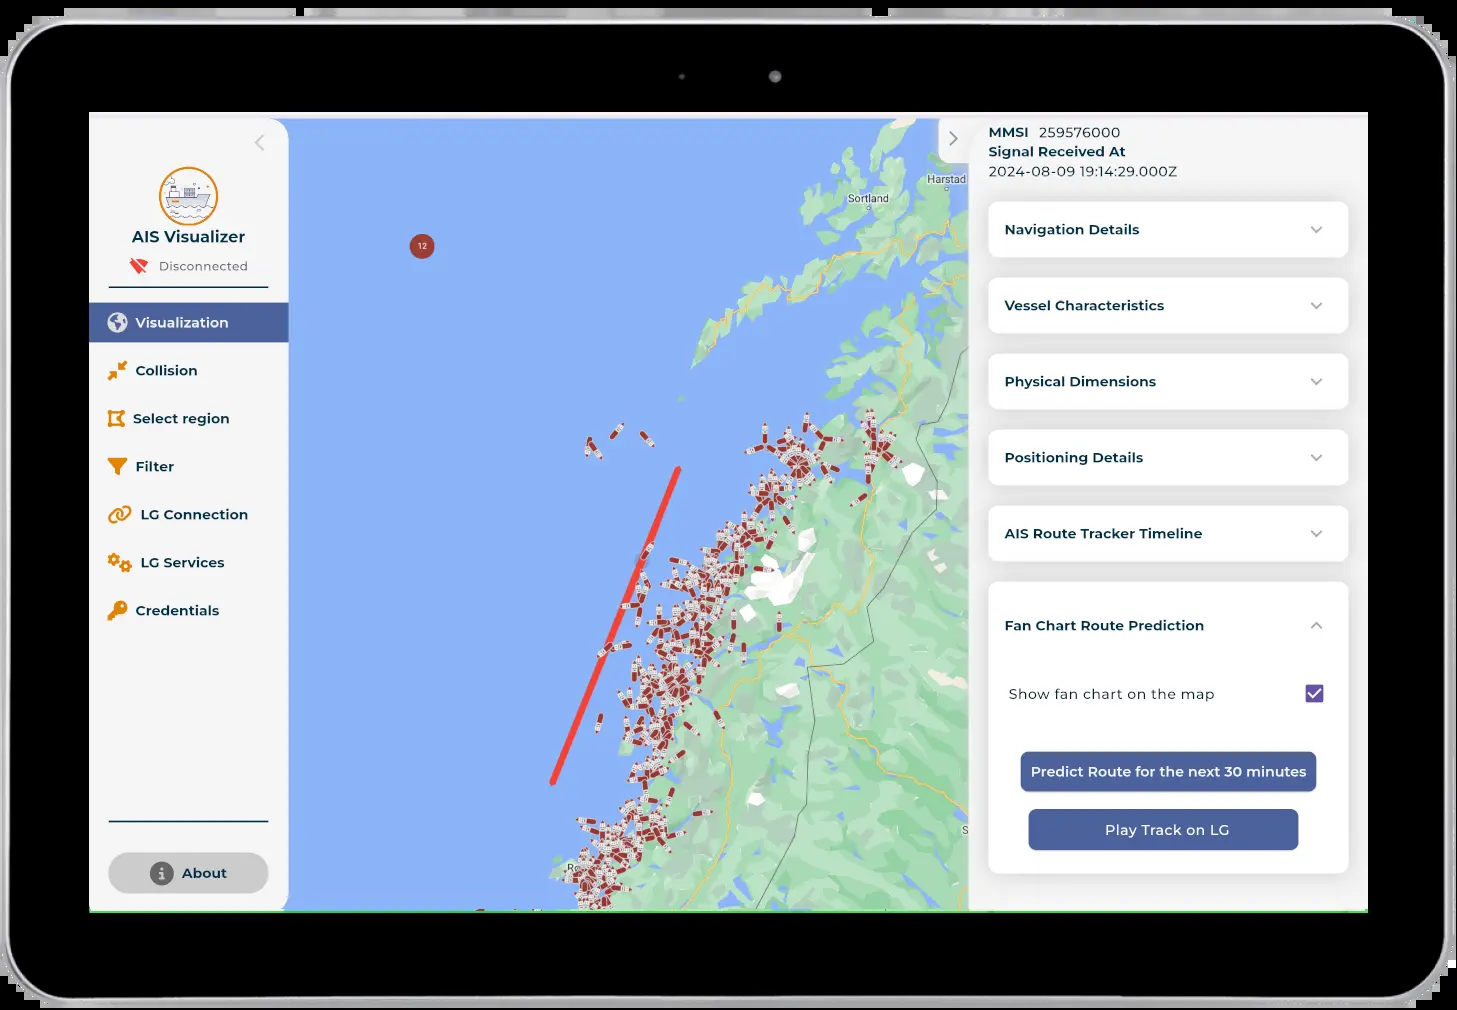 AIS Visualizer
Disconnected
Visualization
Collision
Select region
Filter
LG Connection
LG Services
Credentials
About
12
Harstad
Sortland
MMSI 259576000
Signal Received At
2024-08-09 19:14:29.000Z
Navigation Details
Vessel Characteristics
Physical Dimensions
Positioning Details
AIS Route Tracker Timeline
Fan Chart Route Prediction
Show fan chart on the map
Predict Route for the next 30 minutes
Play Track on LG